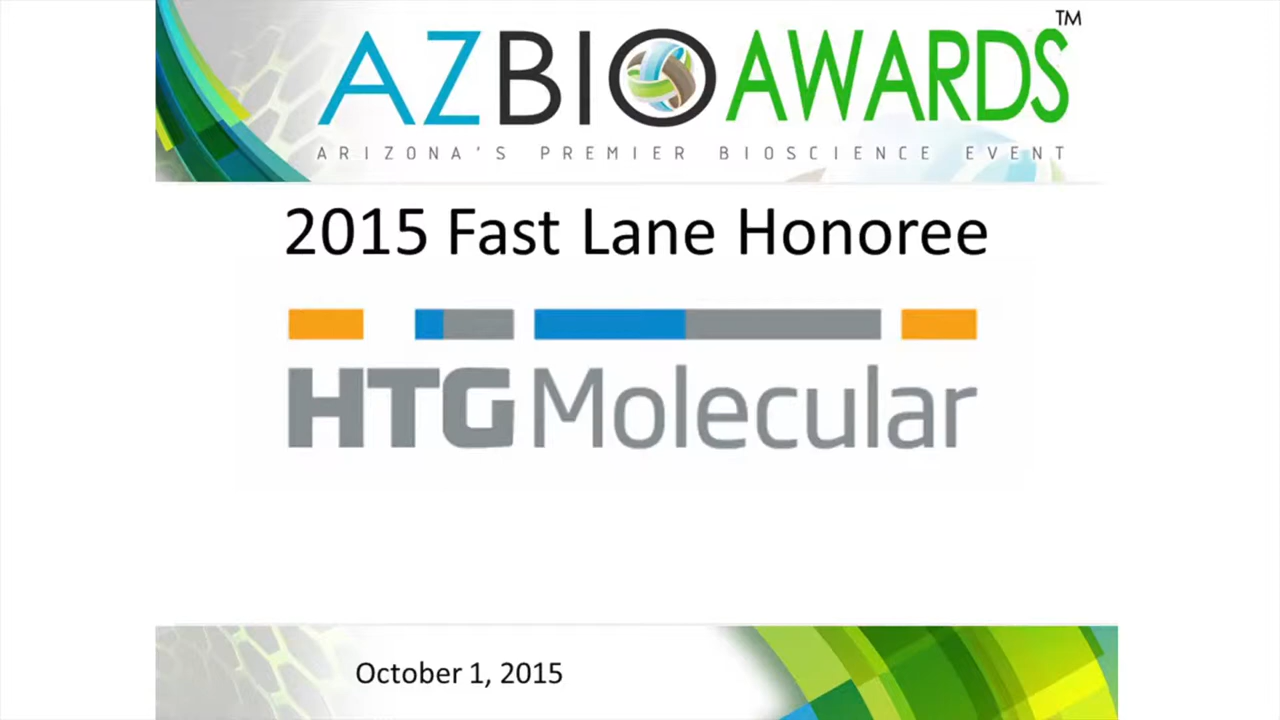 AZBIO AWARDS™
ARIZONA'S PREMIER BIOSCIENCE EVENT
2015 Fast Lane Honoree
HTG Molecular
October 1, 2015